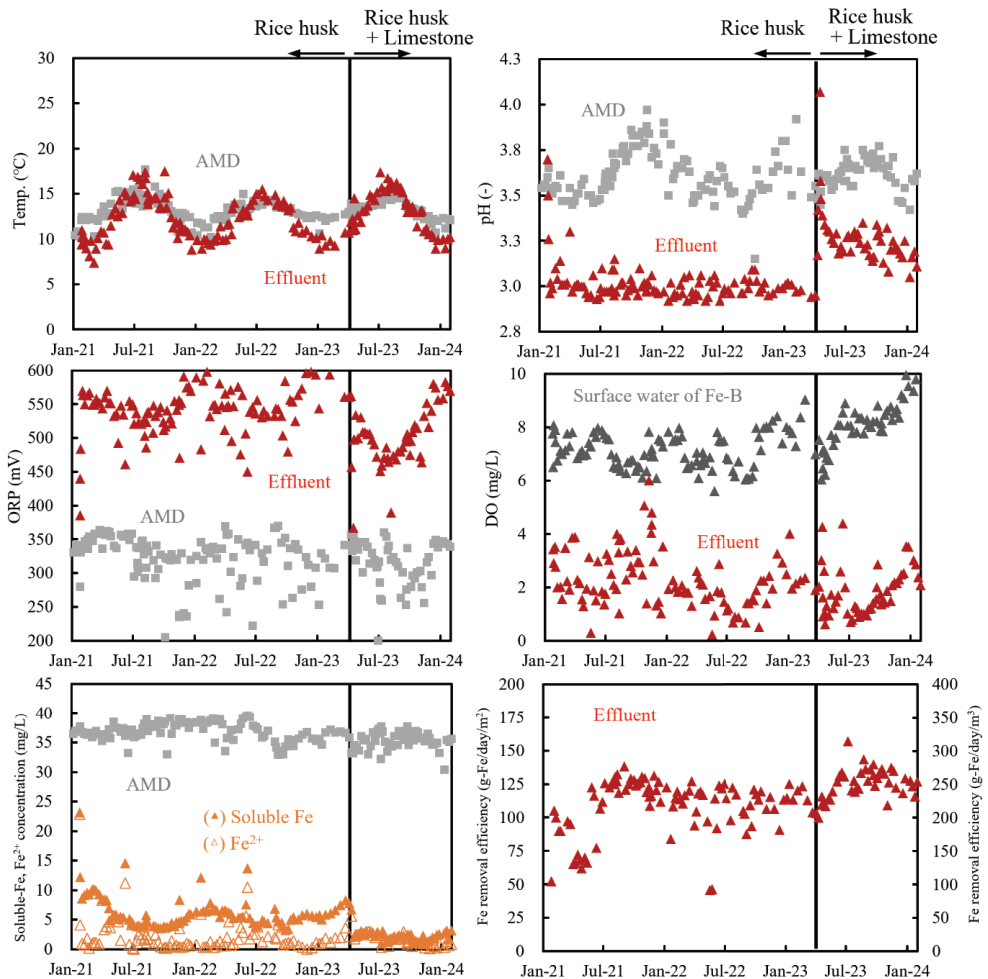 Rice husk
Rice husk
+ Limestone
Rice husk
Rice husk
+ Limestone
Temp. (℃)
30
25
20
15
10
5
0
AMD
Effluent
Jan-21 Jul-21 Jan-22 Jul-22 Jan-23 Jul-23 Jan-24
pH (-)
4.3
4.0
3.8
3.5
3.3
3.0
2.8
AMD
Effluent
Jan-21 Jul-21 Jan-22 Jul-22 Jan-23 Jul-23 Jan-24
ORP (mV)
600
550
500
450
400
350
300
250
200
Effluent
AMD
Jan-21 Jul-21 Jan-22 Jul-22 Jan-23 Jul-23 Jan-24
DO (mg/L)
10
8
6
4
2
0
Surface water of Fe-B
Effluent
Jan-21 Jul-21 Jan-22 Jul-22 Jan-23 Jul-23 Jan-24
Soluble-Fe, Fe²⁺ concentration (mg/L)
45
40
35
30
25
20
15
10
5
0
AMD
(▲) Soluble Fe
(△) Fe²⁺
Jan-21 Jul-21 Jan-22 Jul-22 Jan-23 Jul-23 Jan-24
Fe removal efficiency (g-Fe/day/m²)
200
175
150
125
100
75
50
25
0
Effluent
400
350
300
250
200
150
100
50
0
Fe removal efficiency (g-Fe/day/m³)
Jan-21 Jul-21 Jan-22 Jul-22 Jan-23 Jul-23 Jan-24